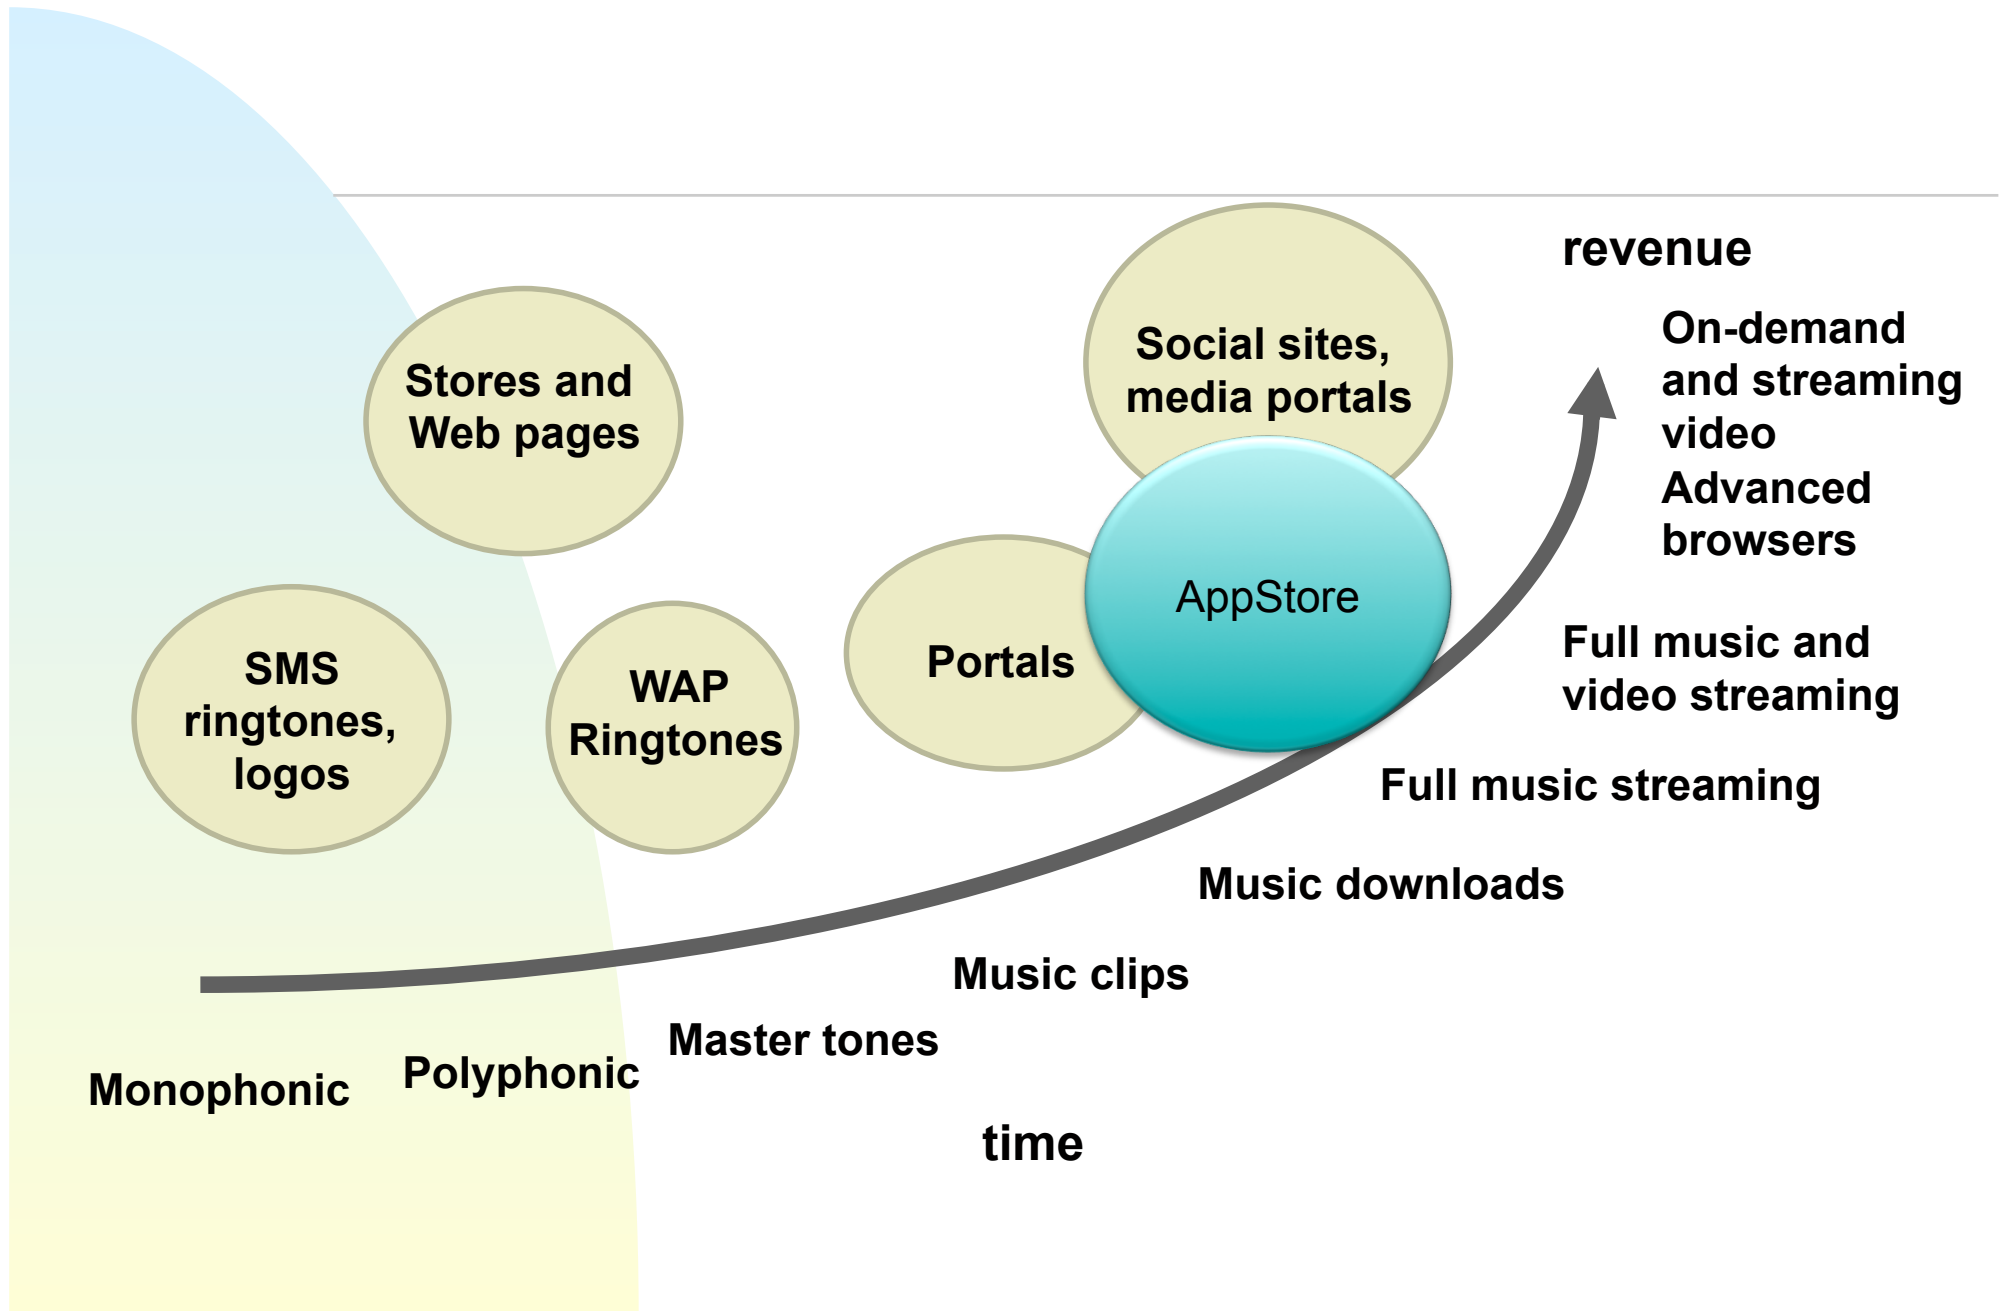 revenue
On-demand
and streaming
video
Advanced
browsers
Social sites,
media portals
Stores and
Web pages
AppStore
SMS
ringtones,
logos
WAP
Ringtones
Portals
Full music and
video streaming
Full music streaming
Music downloads
Music clips
Master tones
Polyphonic
Monophonic
time